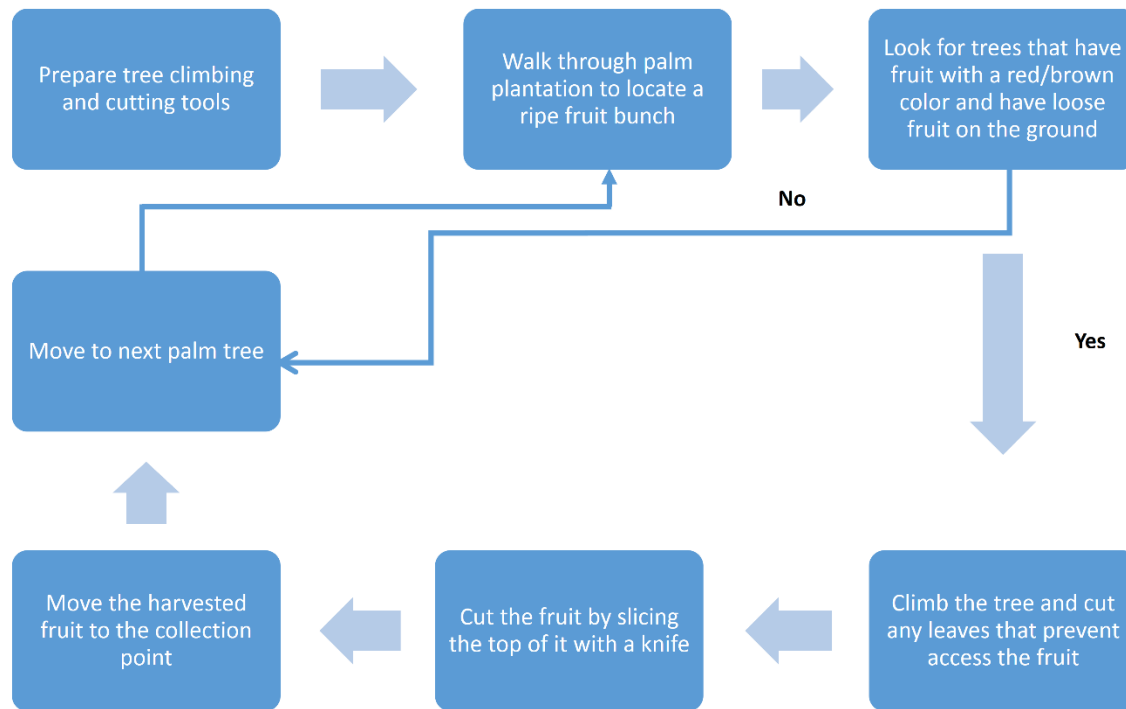 Prepare tree climbing
and cutting tools
Walk through palm
plantation to locate a
ripe fruit bunch
Look for trees that have
fruit with a red/brown
color and have loose
fruit on the ground
No
Move to next palm tree
Yes
Move the harvested
fruit to the collection
point
Cut the fruit by slicing
the top of it with a knife
Climb the tree and cut
any leaves that prevent
access the fruit